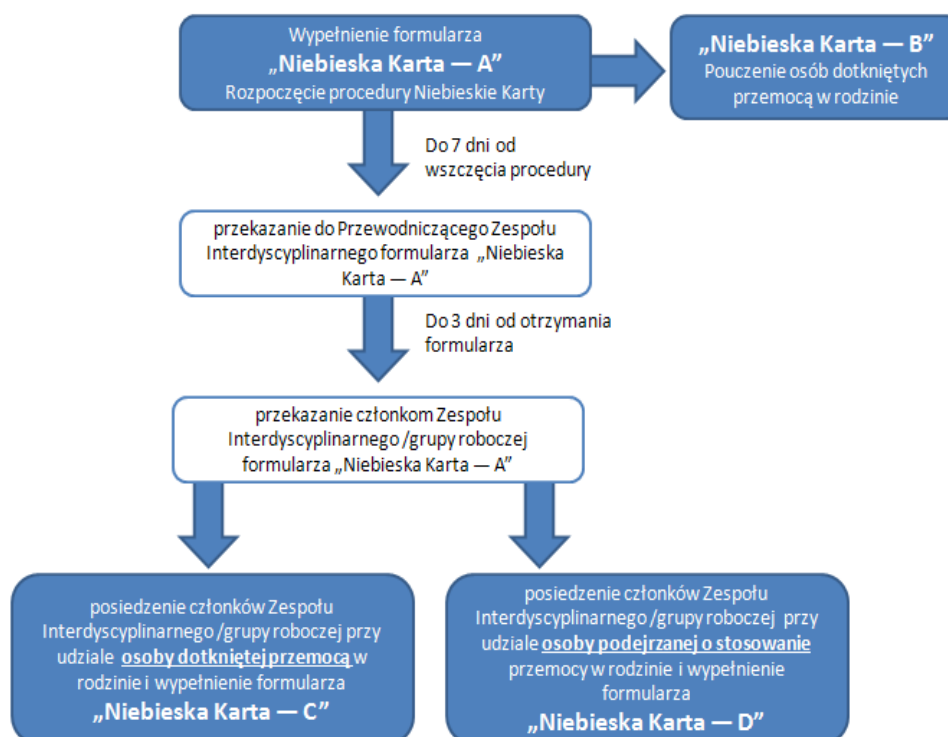 Wypełnienie formularza
„Niebieska Karta — A”
Rozpoczęcie procedury Niebieskie Karty
„Niebieska Karta — B”
Pouczenie osób dotkniętych
przemocą w rodzinie
Do 7 dni od
wszczęcia procedury
przekazanie do Przewodniczącego Zespołu
Interdyscyplinarnego formularza „Niebieska
Karta — A”
Do 3 dni od otrzymania
formularza
przekazanie członkom Zespołu
Interdyscyplinarnego /grupy roboczej
formularza „Niebieska Karta — A”
posiedzenie członków Zespołu
Interdyscyplinarnego /grupy roboczej przy
udziale osoby dotkniętej przemocą w
rodzinie i wypełnienie formularza
„Niebieska Karta — C”
posiedzenie członków Zespołu
Interdyscyplinarnego /grupy roboczej przy
udziale osoby podejrzanej o stosowanie
przemocy w rodzinie i wypełnienie
formularza
„Niebieska Karta — D”